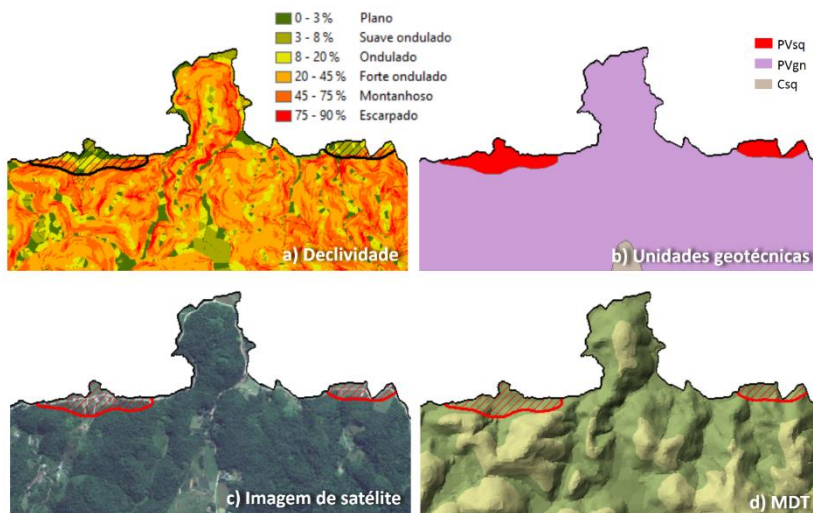 0 - 3 % Plano
3 - 8 % Suave ondulado
8 - 20 % Ondulado
20 - 45 % Forte ondulado
45 - 75 % Montanhoso
75 - 90 % Escarpado
a) Declividade
PVsq
PVgn
Csq
b) Unidades geotécnicas
c) Imagem de satélite
d) MDT